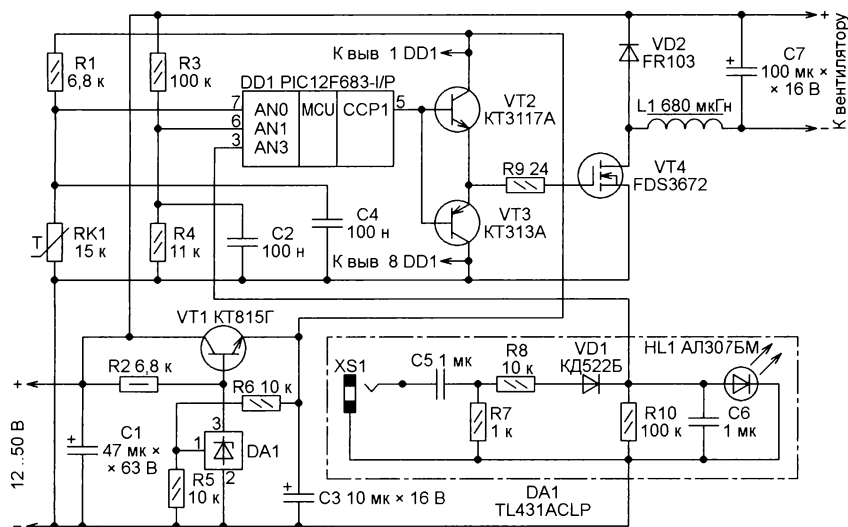 +
К выв 1 DD1
VD2
FR103
C7
100 мк ×
× 16 В
К вентилятору
R1
6,8 к
R3
100 к
DD1 PIC12F683-I/P
7
AN0
MCU
CCP1
5
6
AN1
3
AN3
VT2
КТ3117А
L1 680 мкГн
−
R9 24
VT4
FDS3672
VT3
КТ313А
T
RK1
15 к
R4
11 к
C2
100 н
C4
100 н
К выв 8 DD1
VT1 КТ815Г
HL1 АЛ307БМ
R2 6,8 к
XS1
C5 1 мк
R8
10 к
VD1
КД522Б
+
R6 10 к
12...50 В
+
C1
47 мк ×
× 63 В
3
1
DA1
2
R7
1 к
R10
100 к
C6
1 мк
R5
10 к
+
C3 10 мк × 16 В
DA1
TL431ACLP
−